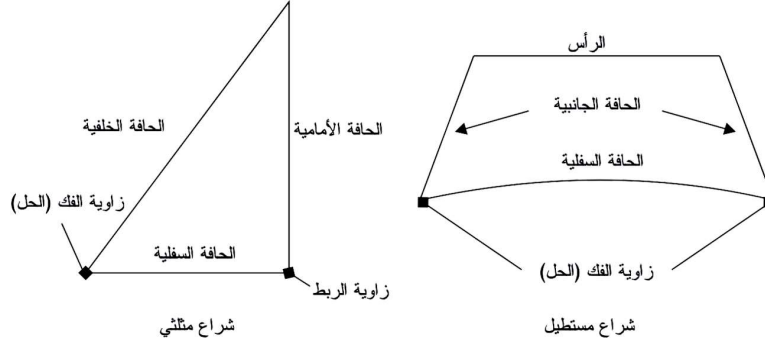 الرأس
الحافة الجانبية
الحافة السفلية
زاوية الفك (الحل)
شراع مستطيل
الحافة الأمامية
الحافة الخلفية
زاوية الفك (الحل)
الحافة السفلية
زاوية الربط
شراع مثلثي